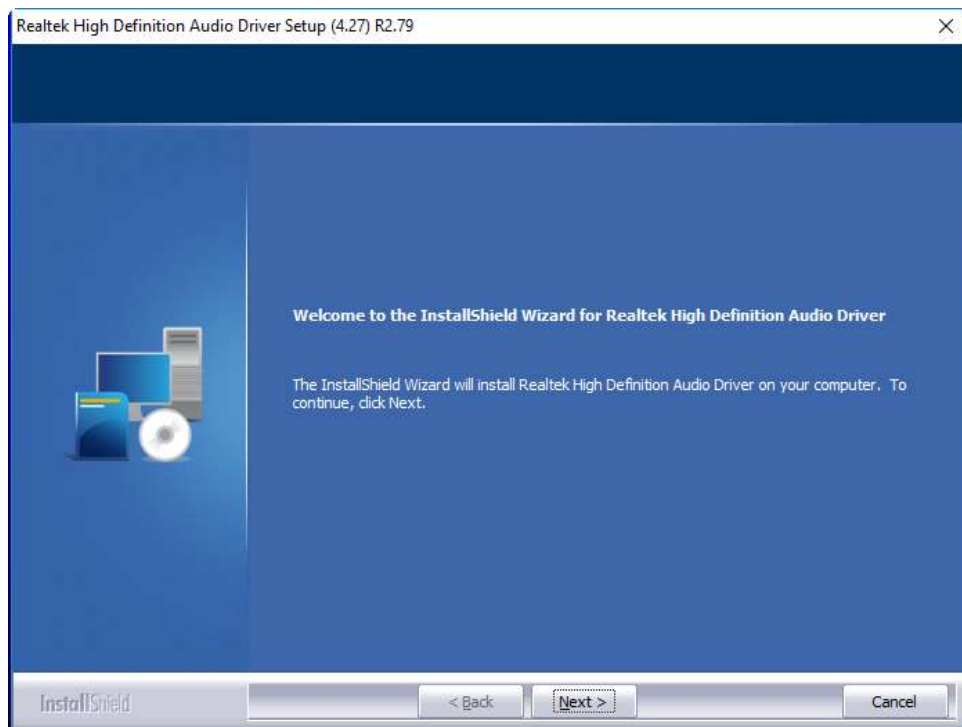 Realtek High Definition Audio Driver Setup (4.27) R2.79
Welcome to the InstallShield Wizard for Realtek High Definition Audio Driver
The InstallShield Wizard will install Realtek High Definition Audio Driver on your computer. To
continue, click Next.
InstallShield
< Back
Next >
Cancel